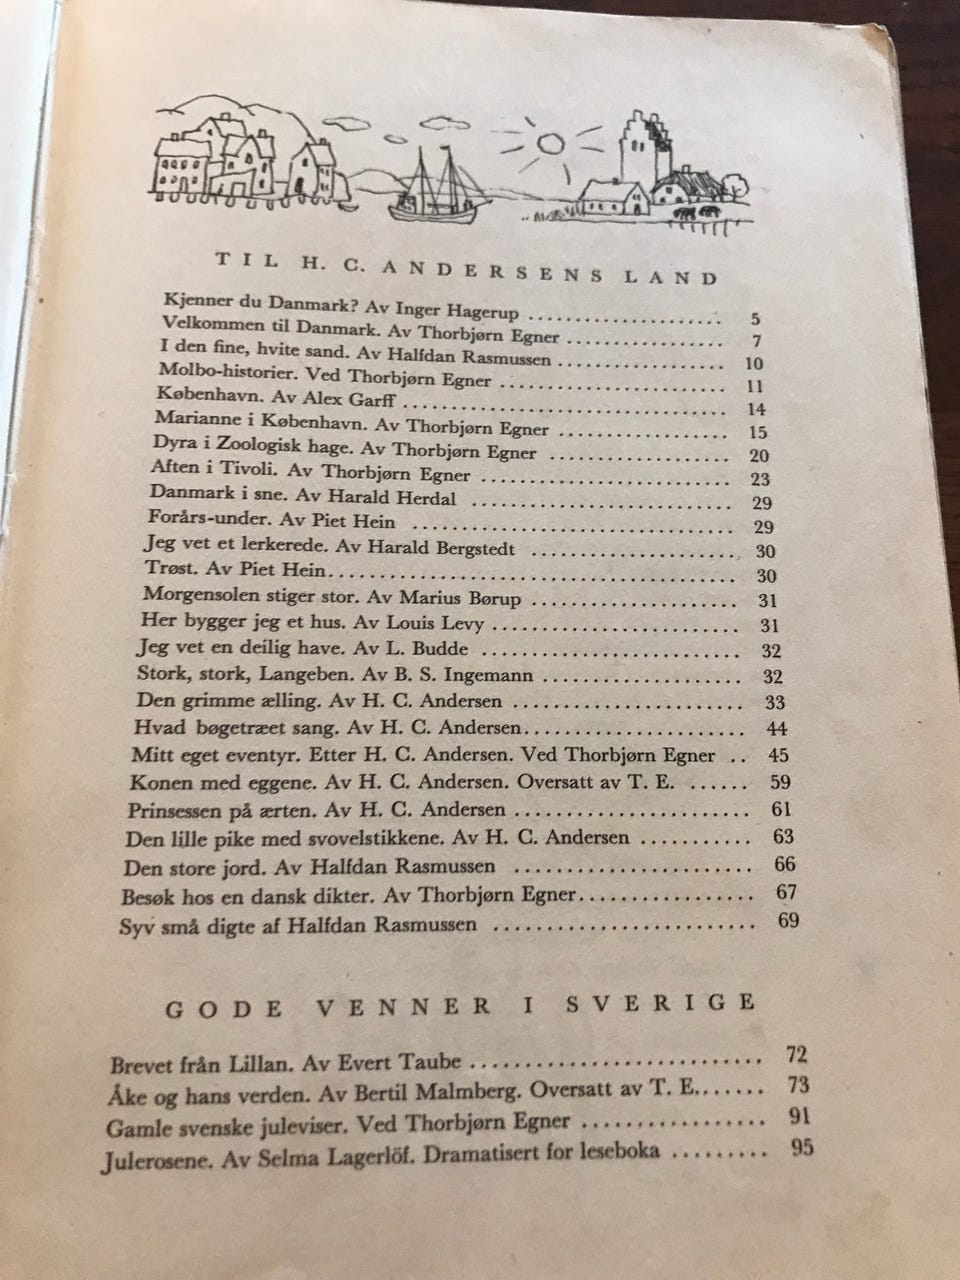 TIL H. C. ANDERSENS LAND
Kjenner du Danmark? Av Inger Hagerup ........................ 5
Velkommen til Danmark. Av Thorbjørn Egner ................... 7
I den fine, hvite sand. Av Halfdan Rasmussen .................... 10
Molbo-historier. Ved Thorbjørn Egner ........................... 11
København. Av Alex Garff ....................................... 14
Marianne i København. Av Thorbjørn Egner ..................... 15
Dyra i Zoologisk hage. Av Thorbjørn Egner ...................... 20
Aften i Tivoli. Av Thorbjørn Egner .............................. 23
Danmark i sne. Av Harald Herdal ............................... 29
Forårs-under. Av Piet Hein ...................................... 29
Jeg vet et lerkerede. Av Harald Bergstedt ........................ 30
Trøst. Av Piet Hein................................................ 30
Morgensolen stiger stor. Av Marius Børup ........................ 31
Her bygger jeg et hus. Av Louis Levy ............................. 31
Jeg vet en deilig have. Av L. Budde .............................. 32
Stork, stork, Langeben. Av B. S. Ingemann ....................... 32
Den grimme ælling. Av H. C. Andersen .......................... 33
Hvad bøgetræet sang. Av H. C. Andersen......................... 44
Mitt eget eventyr. Etter H. C. Andersen. Ved Thorbjørn Egner .. 45
Konen med eggene. Av H. C. Andersen. Oversatt av T. E. ...... 59
Prinsessen på ærten. Av H. C. Andersen .......................... 61
Den lille pike med svovelstikkene. Av H. C. Andersen ........... 63
Den store jord. Av Halfdan Rasmussen ........................... 66
Besøk hos en dansk dikter. Av Thorbjørn Egner................... 67
Syv små digte af Halfdan Rasmussen ............................. 69
GODE VENNER I SVERIGE
Brevet från Lillan. Av Evert Taube ................................ 72
Åke og hans verden. Av Bertil Malmberg. Oversatt av T. E....... 73
Gamle svenske juleviser. Ved Thorbjørn Egner ................. 91
Julerosene. Av Selma Lagerlöf. Dramatisert for leseboka ......... 95